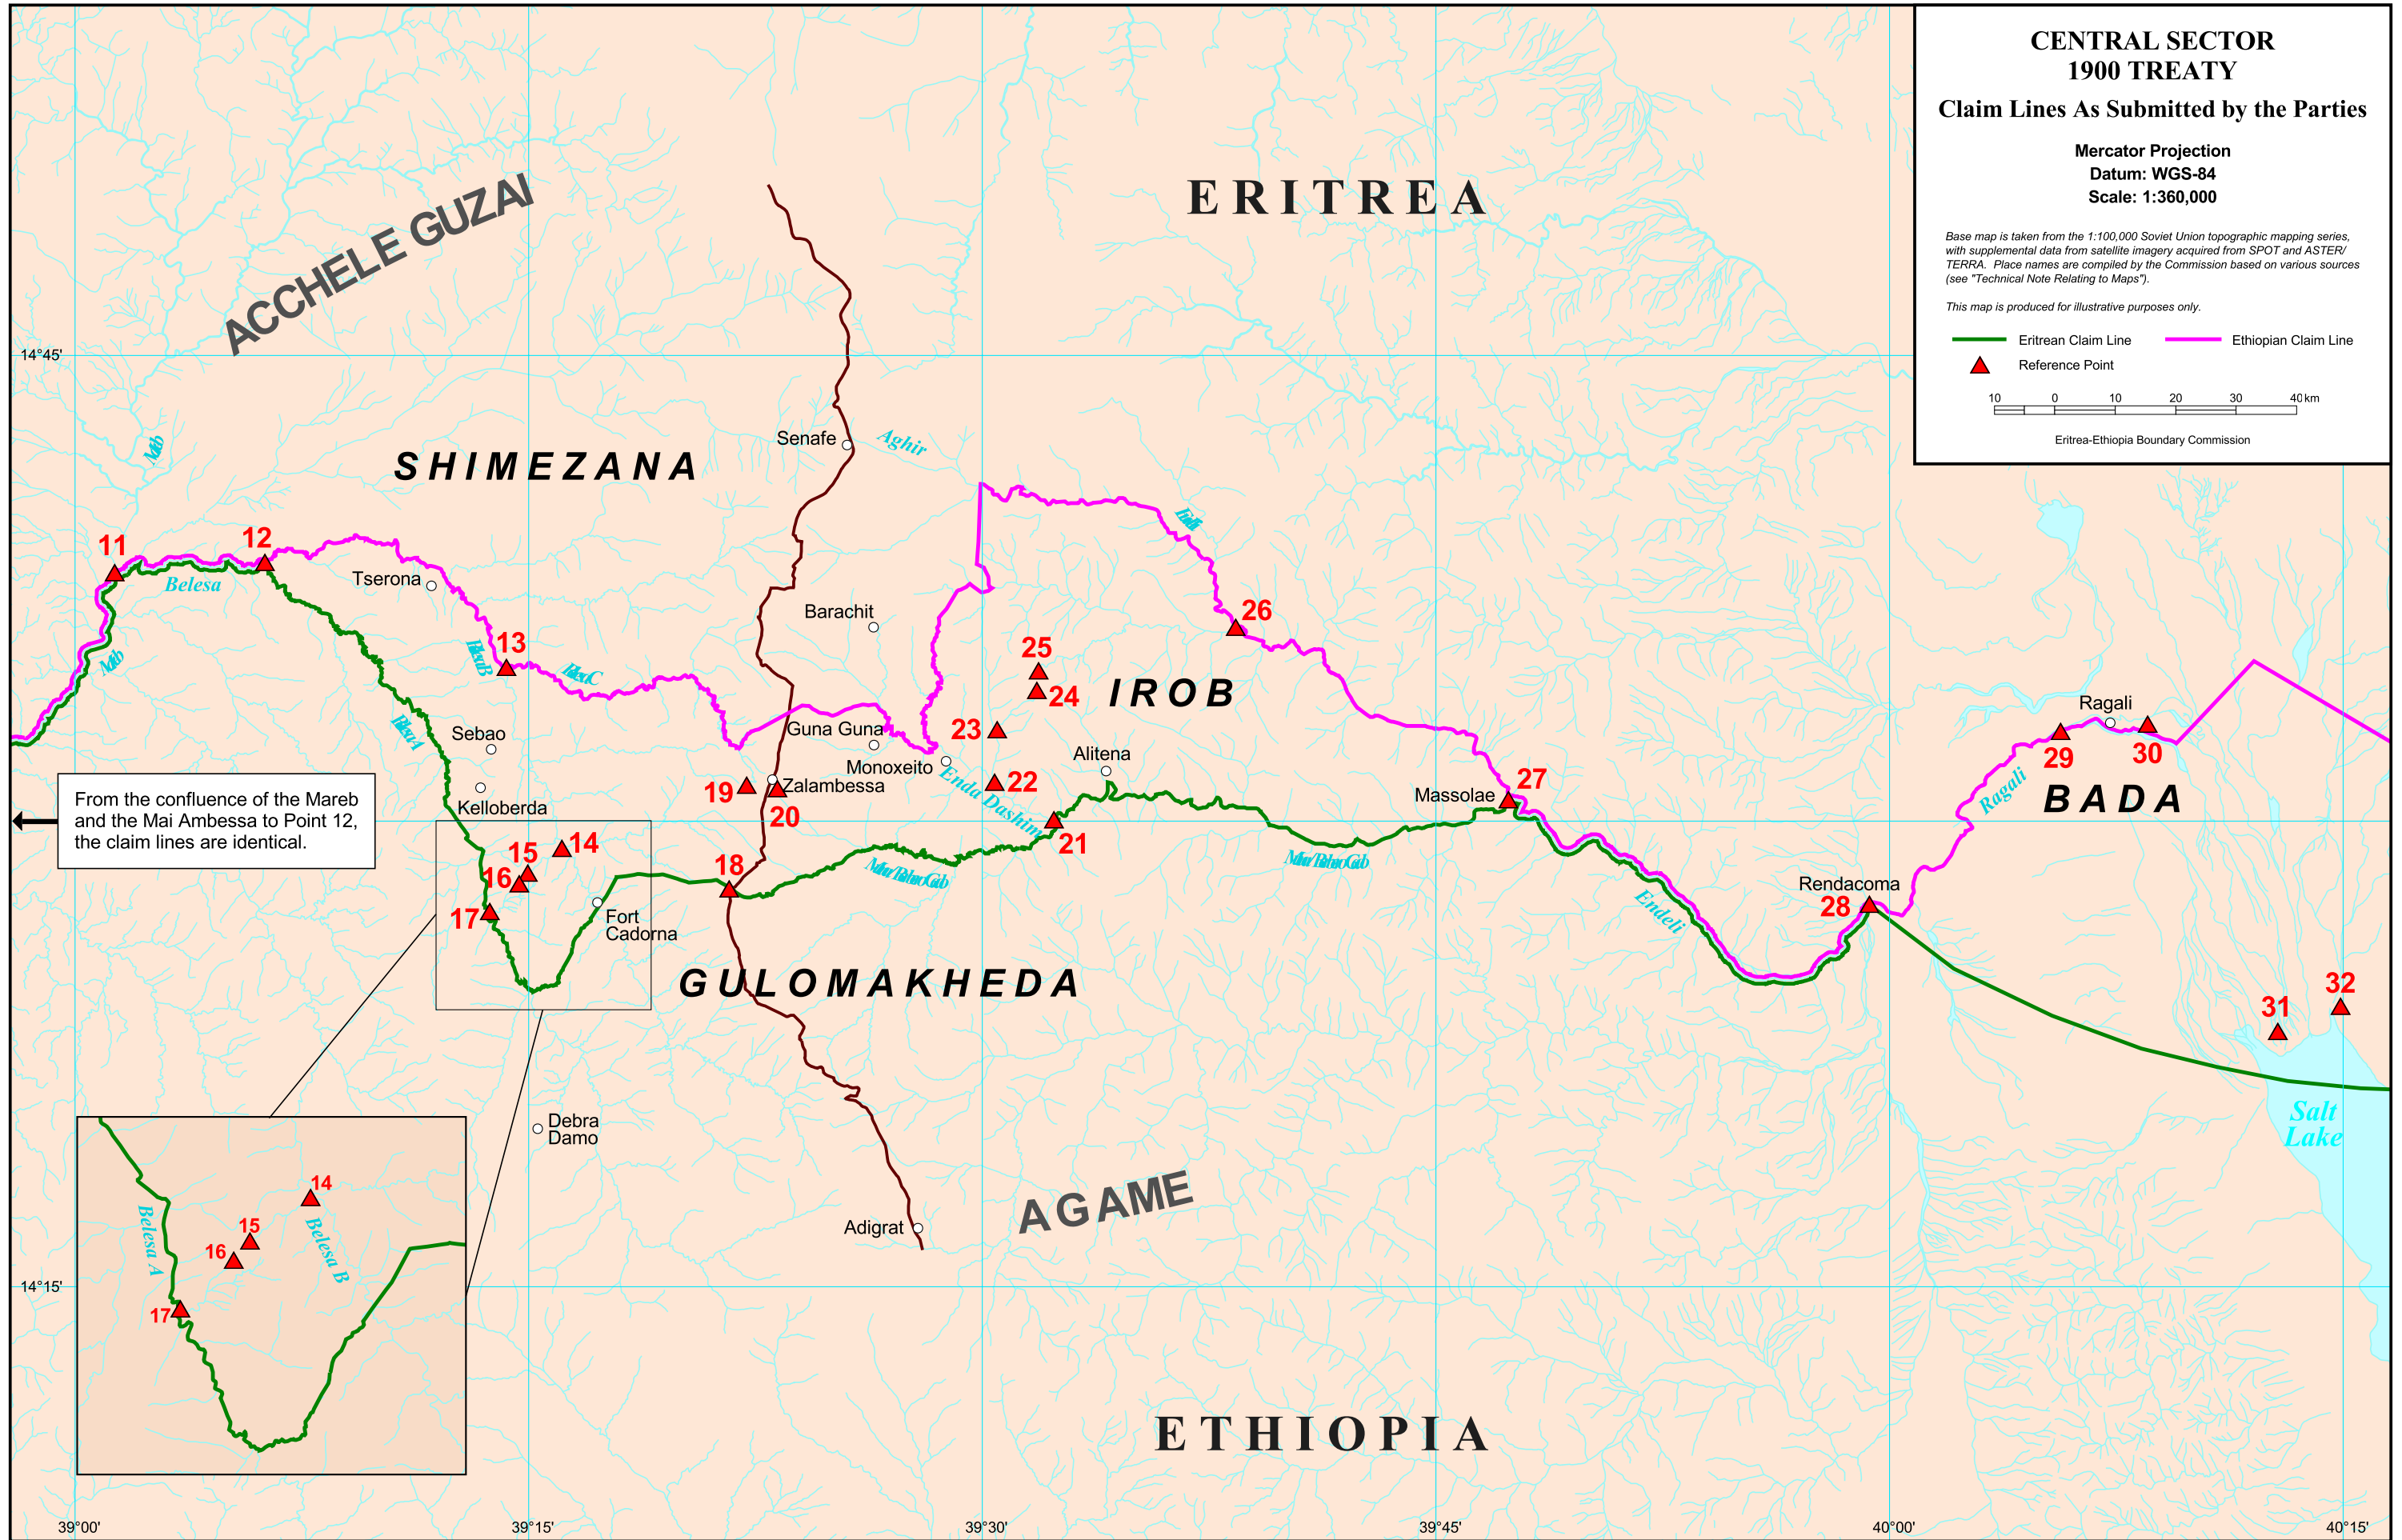 CENTRAL SECTOR
1900 TREATY
Claim Lines As Submitted by the Parties
Mercator Projection
Datum: WGS-84
Scale: 1:360,000
Base map is taken from the 1:100,000 Soviet Union topographic mapping series,
with supplemental data from satellite imagery acquired from SPOT and ASTER/
TERRA. Place names are compiled by the Commission based on various sources
(see "Technical Note Relating to Maps").
This map is produced for illustrative purposes only.
Eritrean Claim Line
Ethiopian Claim Line
Reference Point
10 0 10 20 30 40 km
Eritrea-Ethiopia Boundary Commission
ERITREA
ACCHELE GUZAI
14°45'
Senafe
Aghir
SHIMEZANA
11
12
Belesa
Tserona
13
Barachit
26
25
24
IROB
23
Guna Guna
Monoxeito
Alitena
Sebao
Kelloberda
19
Zalambessa
20
Enda Dashim
22
21
Massolae
27
Ragali
29
30
Ragali
BADA
From the confluence of the Mareb
and the Mai Ambessa to Point 12,
the claim lines are identical.
14
15
16
17
18
Fort
Cadorna
Rendacoma
28
Endeli
GULOMAKHEDA
31
32
Salt
Lake
Debra
Damo
AGAME
Adigrat
14
15
16
17
Belesa A
Belesa B
14°15'
ETHIOPIA
39°00'
39°15'
39°30'
39°45'
40°00'
40°15'